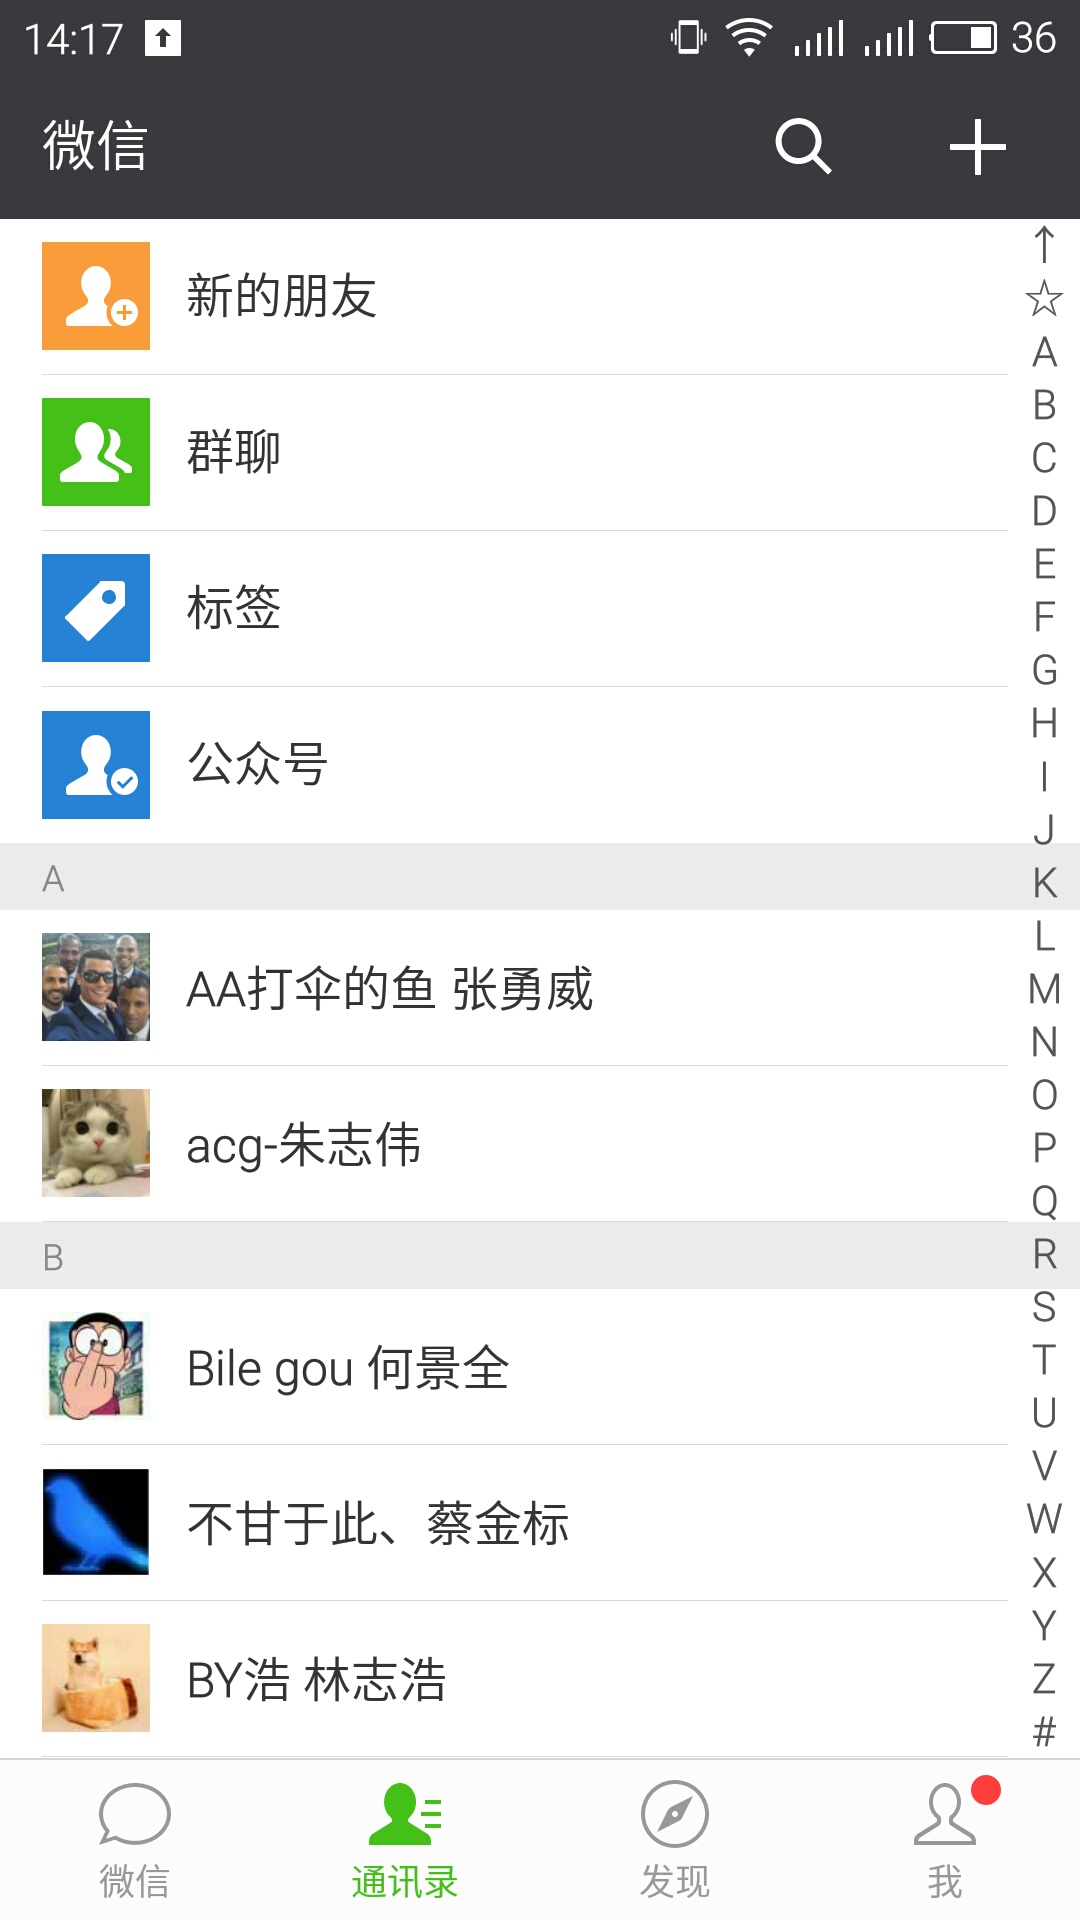 14:17 36
微信
新的朋友
群聊
标签
公众号
A
AA打伞的鱼 张勇威
acg-朱志伟
B
Bile gou 何景全
不甘于此、蔡金标
BY浩 林志浩
↑
☆
A
B
C
D
E
F
G
H
I
J
K
L
M
N
O
P
Q
R
S
T
U
V
W
X
Y
Z
#
微信 通讯录 发现 我